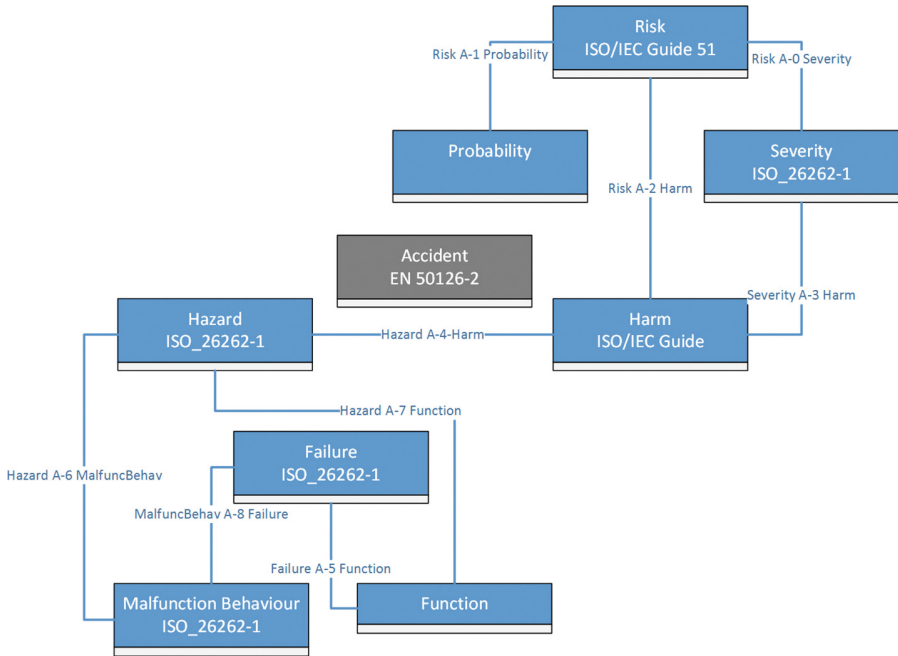 Risk
ISO/IEC Guide 51
Risk A-1 Probability
Risk A-0 Severity
Probability
Severity
ISO_26262-1
Risk A-2 Harm
Accident
EN 50126-2
Severity A-3 Harm
Hazard
ISO_26262-1
Hazard A-4-Harm
Harm
ISO/IEC Guide
Hazard A-7 Function
Failure
ISO_26262-1
Hazard A-6 MalfuncBehav
MalfuncBehav A-8 Failure
Failure A-5 Function
Malfunction Behaviour
ISO_26262-1
Function